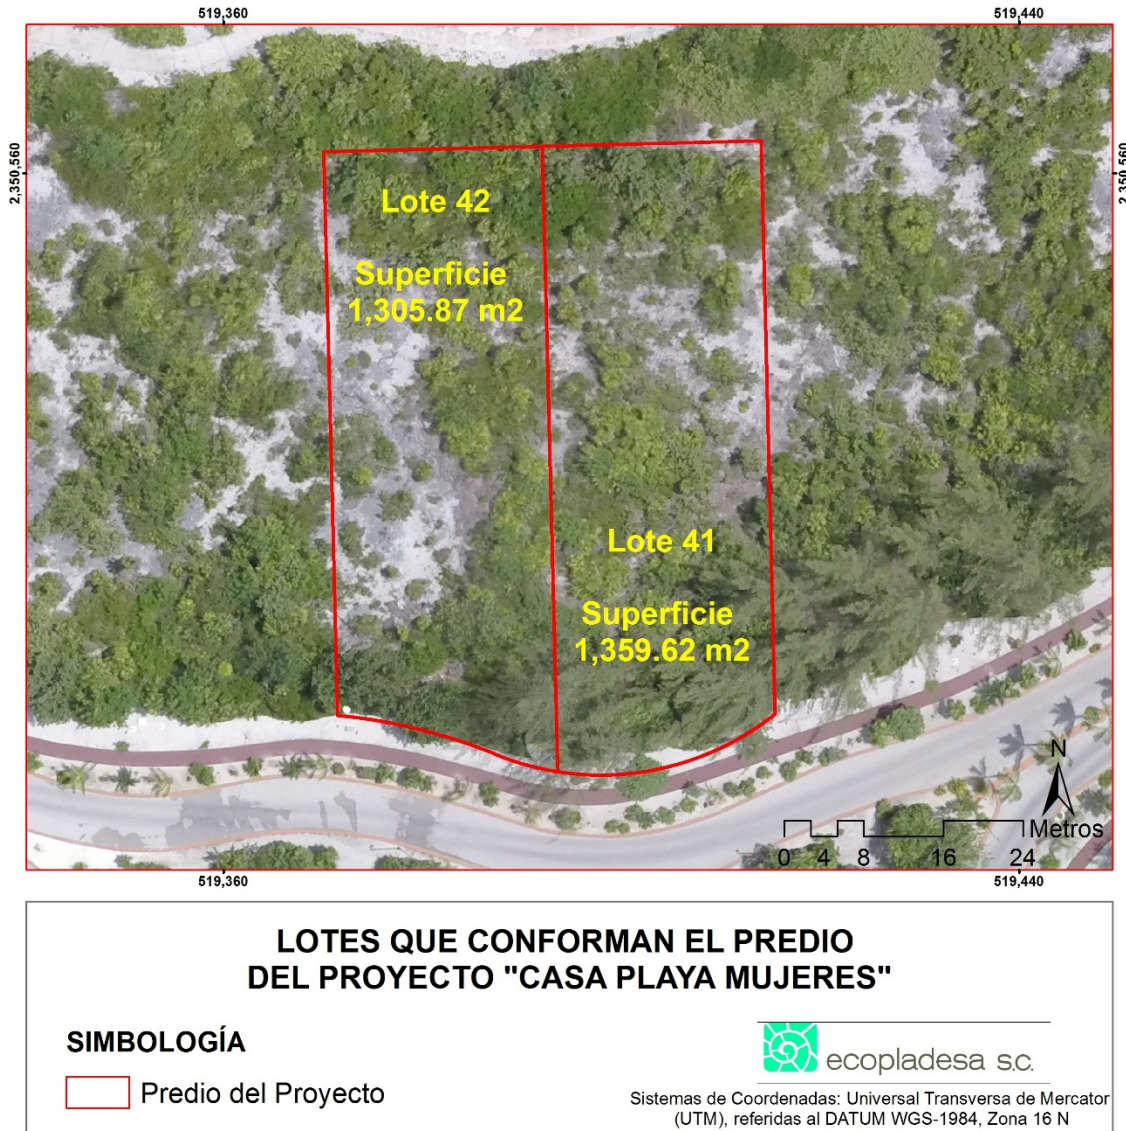 519,360
519,440
2,350,560
2,350,560
Lote 42
Superficie
1,305.87 m2
Lote 41
Superficie
1,359.62 m2
N
Metros
0 4 8 16 24
519,360
519,440
LOTES QUE CONFORMAN EL PREDIO
DEL PROYECTO "CASA PLAYA MUJERES"
SIMBOLOGÍA
Predio del Proyecto
ecopladesa s.c.
Sistemas de Coordenadas: Universal Transversa de Mercator
(UTM), referidas al DATUM WGS-1984, Zona 16 N